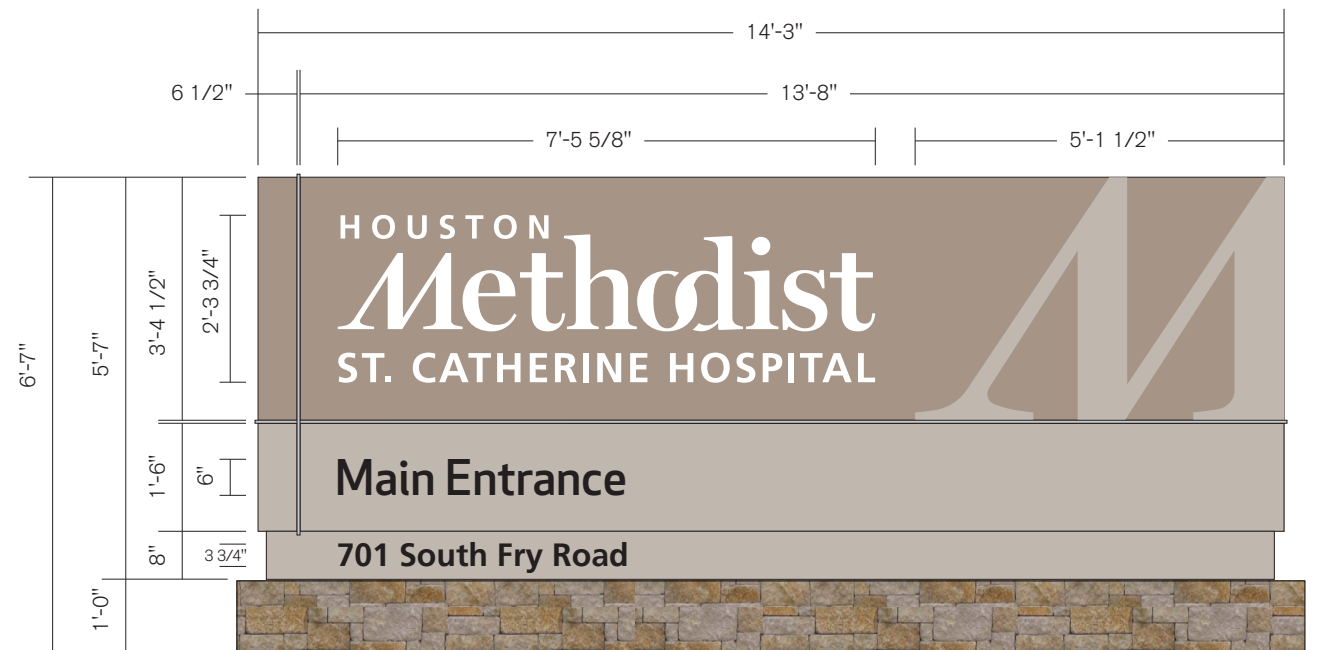 14'-3"
6 1/2"
13'-8"
7'-5 5/8"
5'-1 1/2"
6'-7"
5'-7"
3'-4 1/2"
2'-3 3/4"
HOUSTON
Methodist
ST. CATHERINE HOSPITAL
M
1'-6"
6"
Main Entrance
8"
3 3/4"
701 South Fry Road
1'-0"